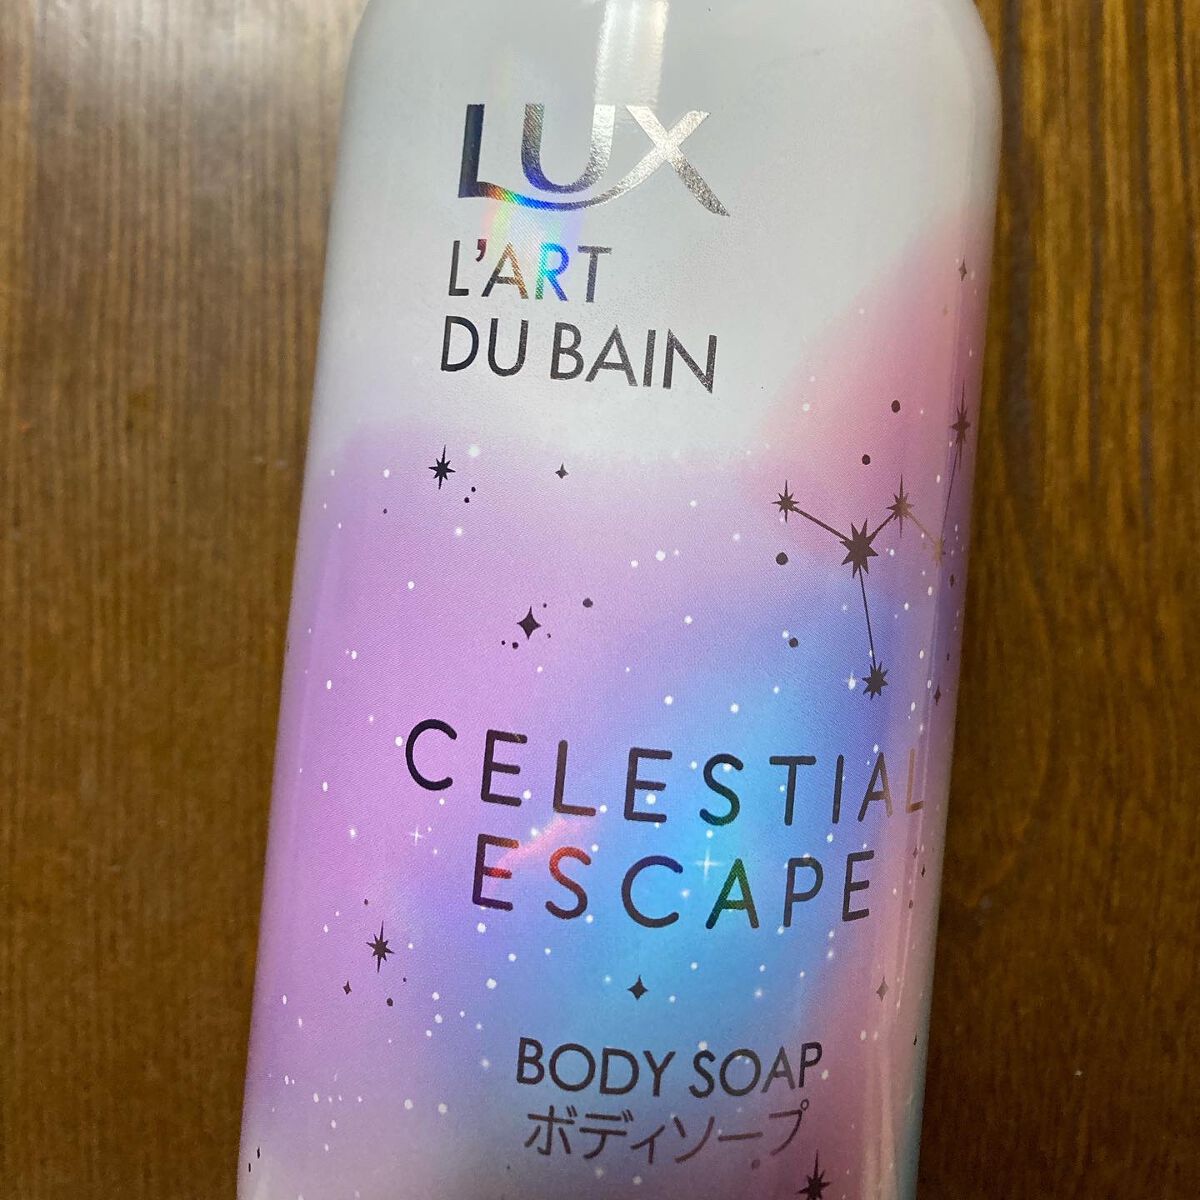 LUX
L'ART
DU BAIN
CELESTIAL
ESCAPE
BODY SOAP
ボディソープ